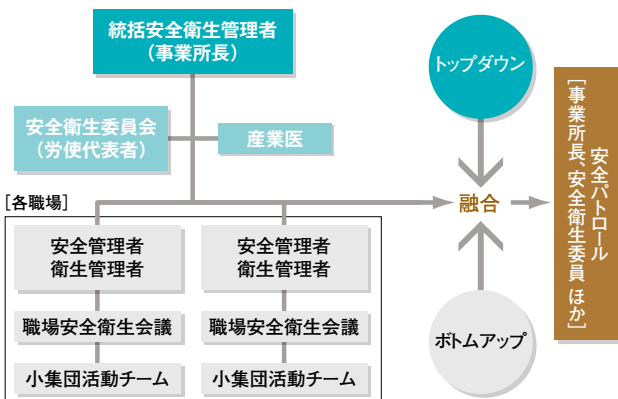 統括安全衛生管理者
（事業所長）
安全衛生委員会
（労使代表者）
産業医
[各職場]
安全管理者
衛生管理者
職場安全衛生会議
小集団活動チーム
安全管理者
衛生管理者
職場安全衛生会議
小集団活動チーム
トップダウン
融合
ボトムアップ
安全パトロール
[事業所長、安全衛生委員 ほか]